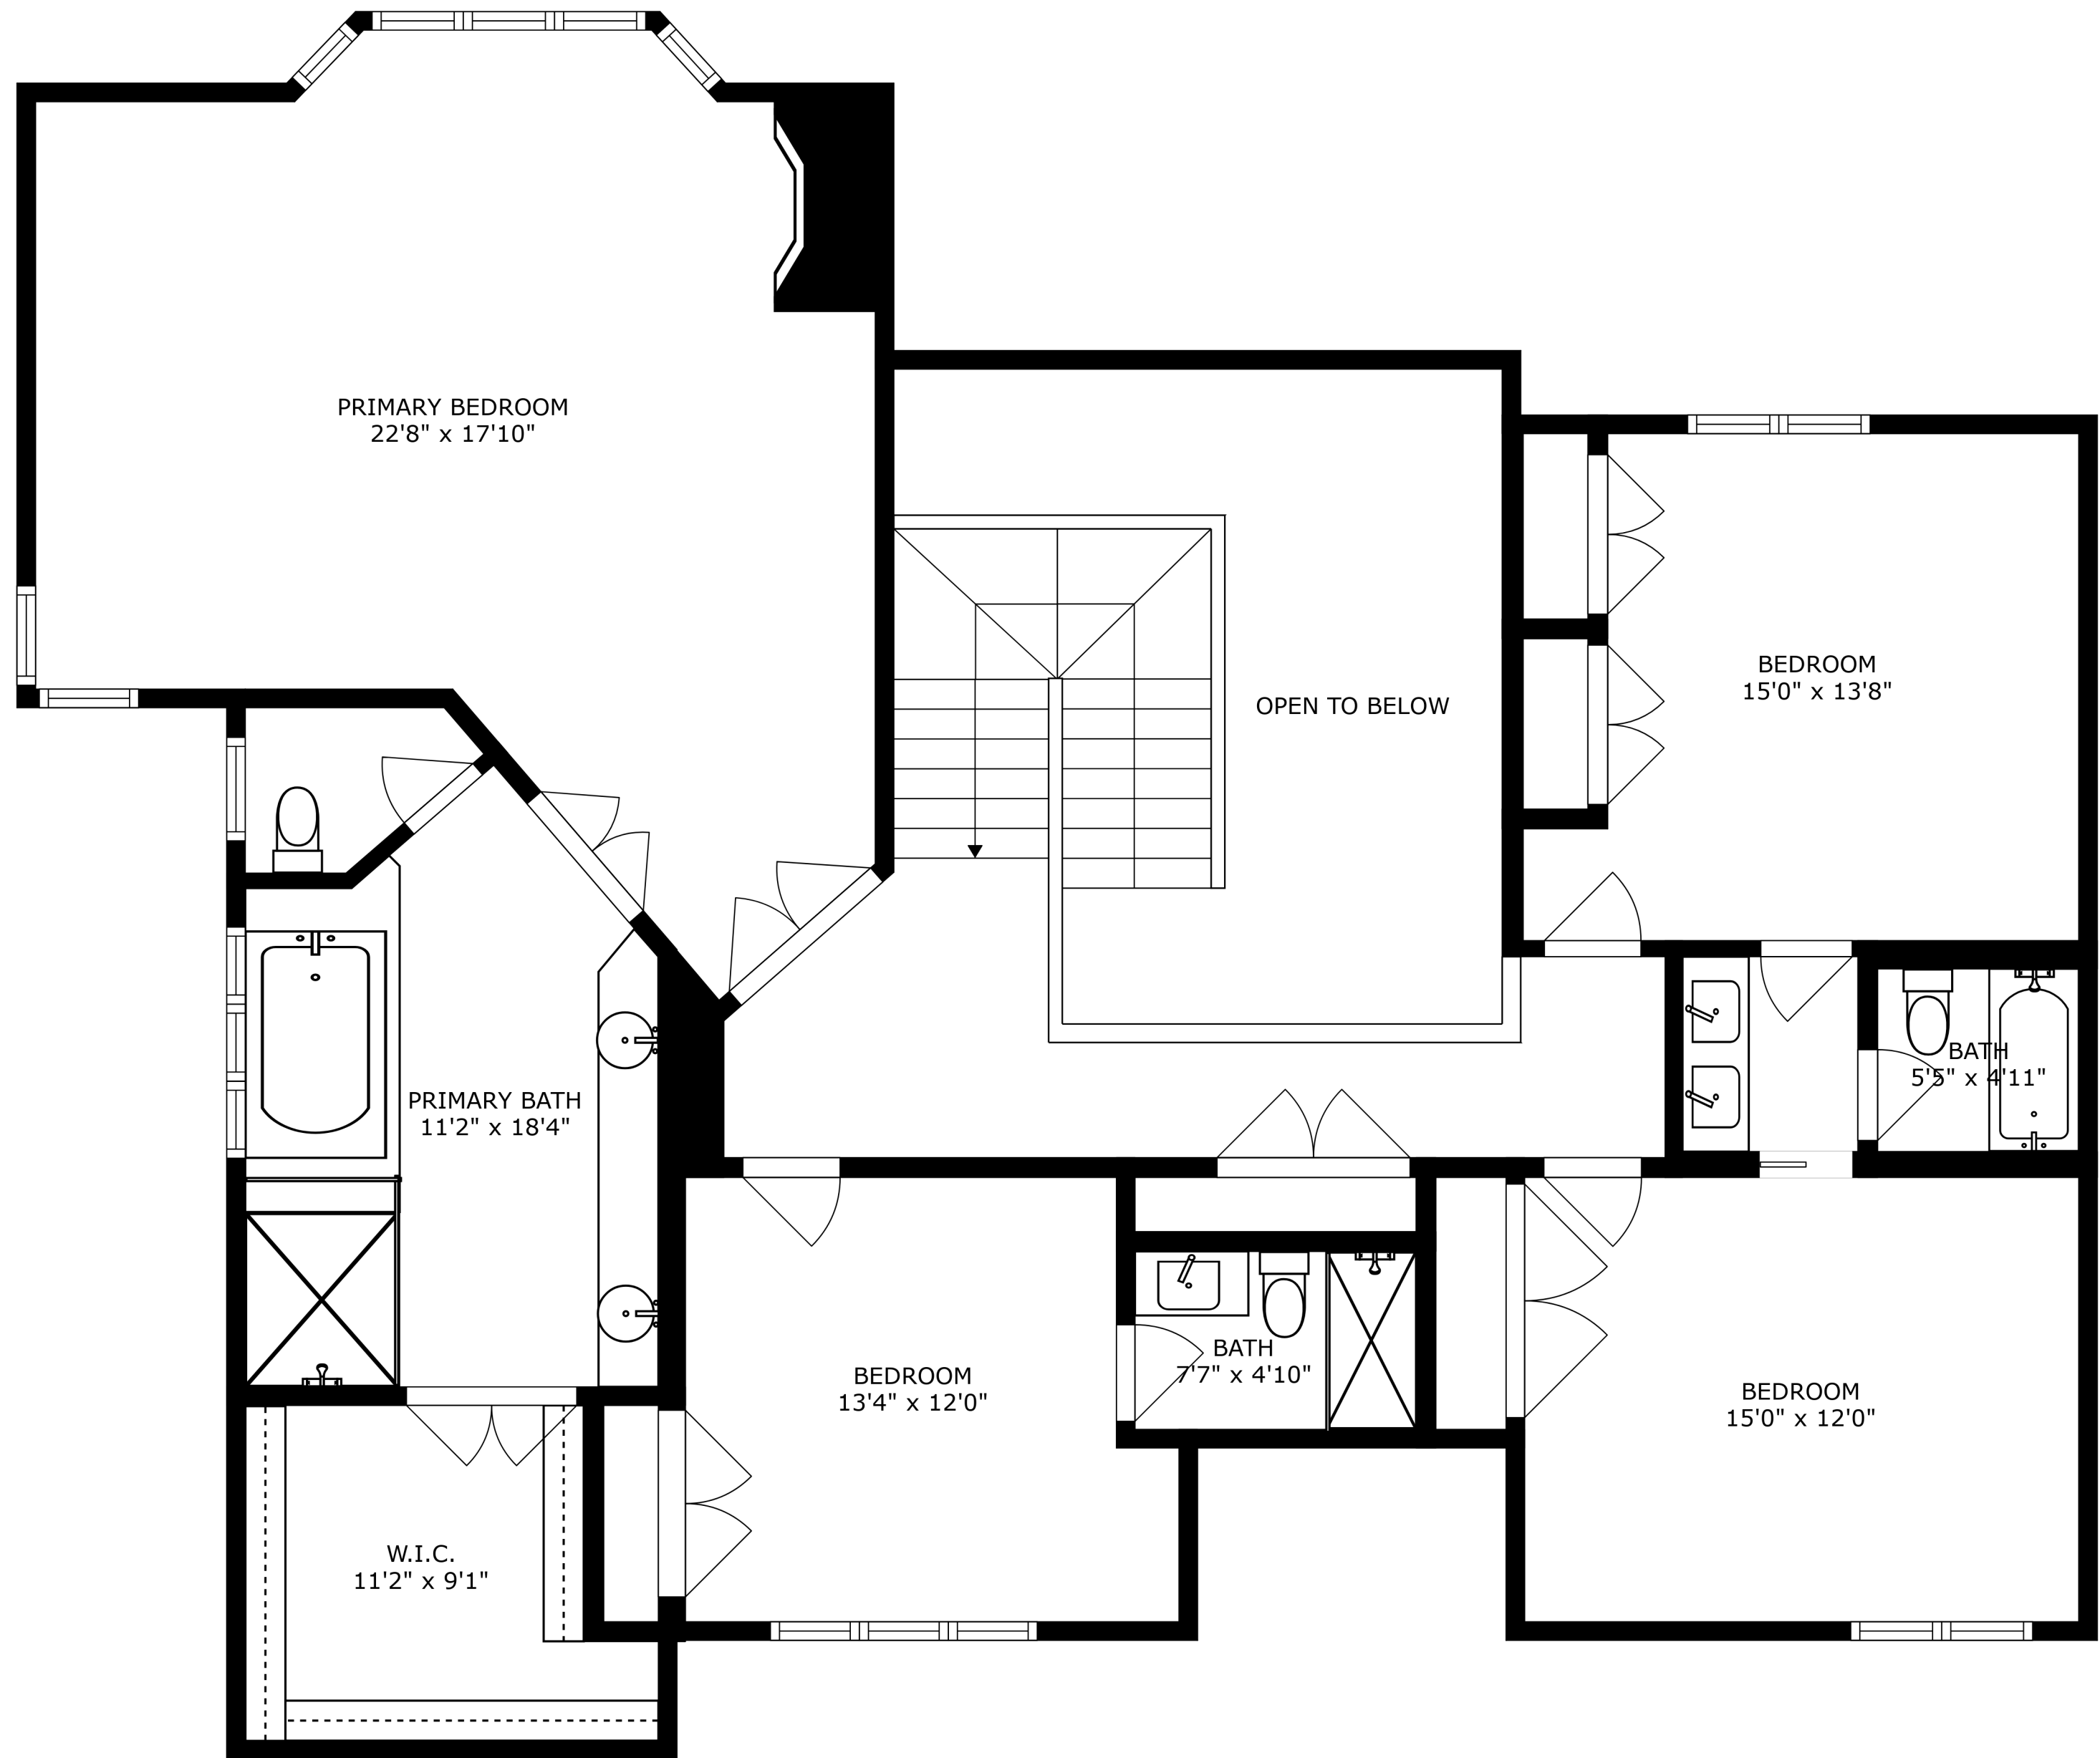 PRIMARY BEDROOM
22'8" x 17'10"
OPEN TO BELOW
BEDROOM
15'0" x 13'8"
PRIMARY BATH
11'2" x 18'4"
BATH
5'5" x 4'11"
BEDROOM
13'4" x 12'0"
BATH
7'7" x 4'10"
BEDROOM
15'0" x 12'0"
W.I.C.
11'2" x 9'1"